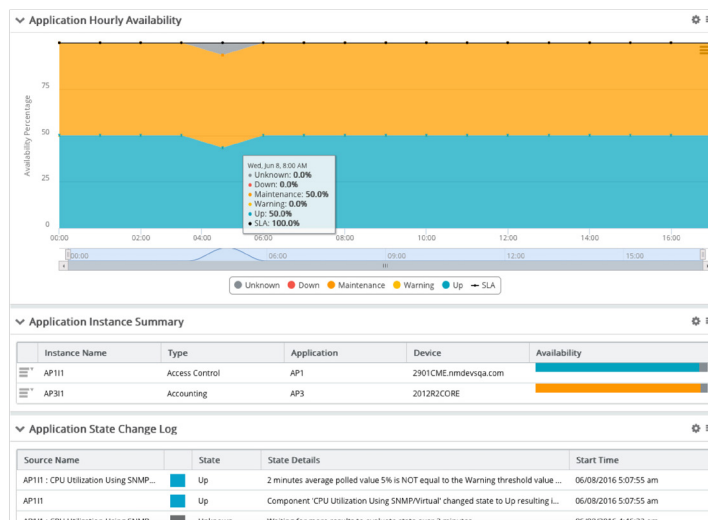 Application Hourly Availability
Availability Percentage
75
50
25
0
Wed, Jun 8, 8:00 AM
Unknown: 0.0%
Down: 0.0%
Maintenance: 50.0%
Warning: 0.0%
Up: 50.0%
SLA: 100.0%
00:00 02:00 04:00 06:00 08:00 10:00 12:00 14:00 16:00
00:00 06:00 09:00 12:00 15:00
Unknown Down Maintenance Warning Up SLA
Application Instance Summary
Instance Name Type Application Device Availability
AP1I1 Access Control AP1 2901CME.nmdevsqa.com
AP3I1 Accounting AP3 2012R2CORE
Application State Change Log
Source Name State State Details Start Time
AP1I1 : CPU Utilization Using SNMP... Up 2 minutes average polled value 5% is NOT equal to the Warning threshold value ... 06/08/2016 5:07:55 am
AP1I1 Up Component 'CPU Utilization Using SNMP/Virtual' changed state to Up resulting i... 06/08/2016 5:07:55 am